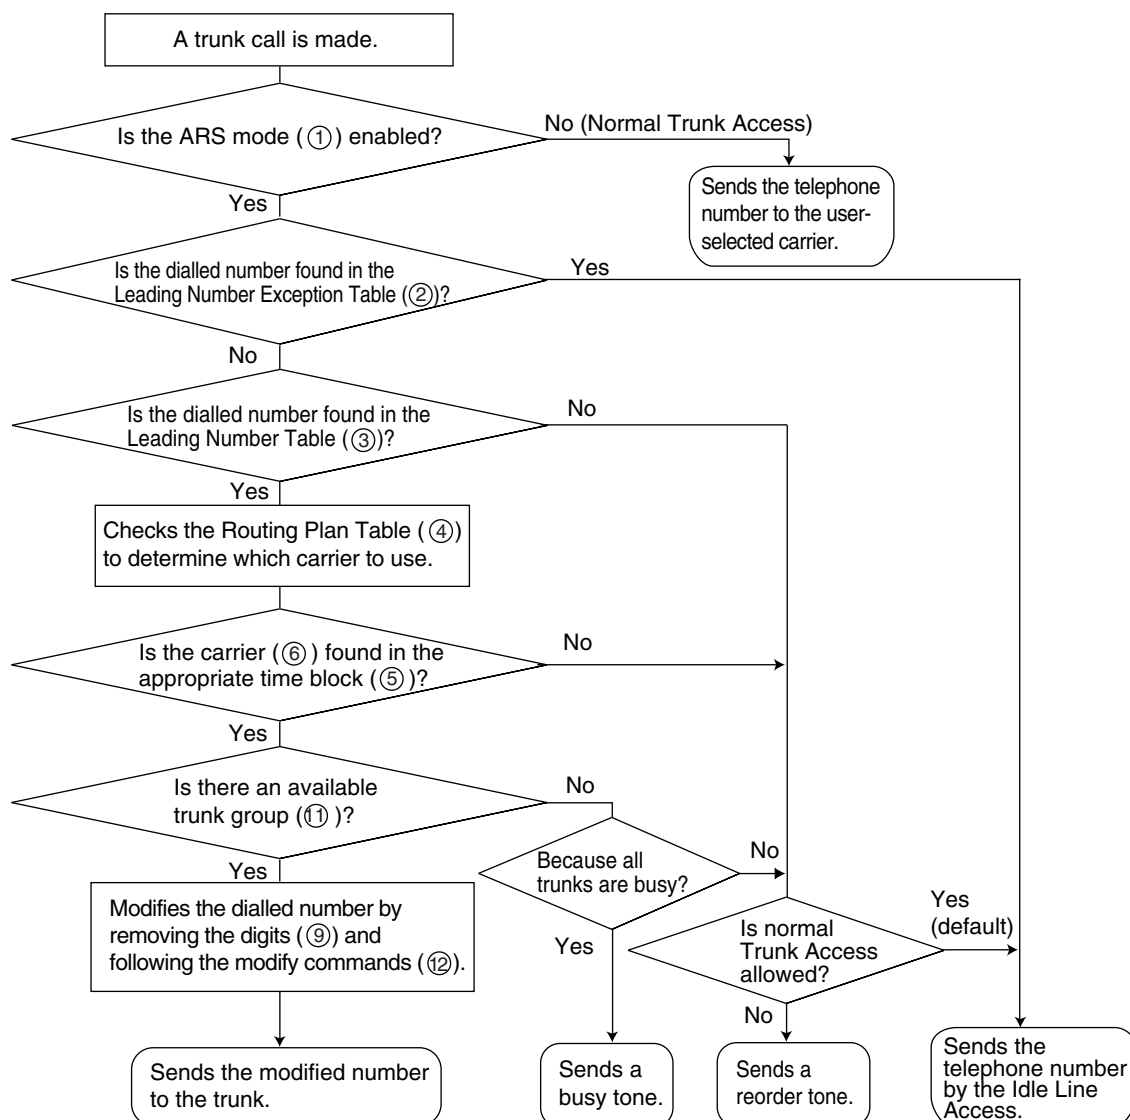 A trunk call is made.
Is the ARS mode (①) enabled?
No (Normal Trunk Access)
Sends the telephone
number to the user-
selected carrier.
Yes
Is the dialled number found in the
Leading Number Exception Table (②)?
Yes
No
Is the dialled number found in the
Leading Number Table (③)?
No
Yes
Checks the Routing Plan Table (④)
to determine which carrier to use.
Is the carrier (⑥) found in the
appropriate time block (⑤)?
No
Yes
Is there an available
trunk group (⑪)?
No
Yes
Because all
trunks are busy?
No
Yes
Modifies the dialled number by
removing the digits (⑨) and
following the modify commands (⑫).
Is normal
Trunk Access
allowed?
Yes
(default)
No
Sends the modified number
to the trunk.
Sends a
busy tone.
Sends a
reorder tone.
Sends the
telephone number
by the Idle Line
Access.